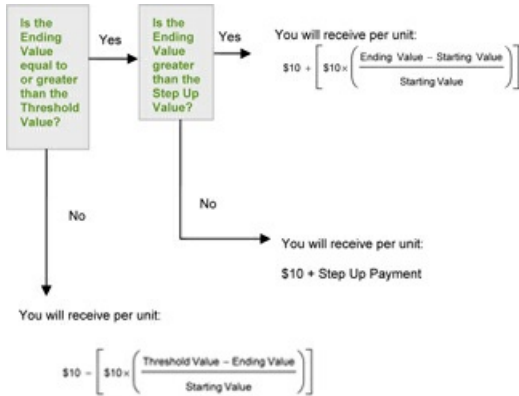 Is the
Ending
Value
equal to
or greater
than the
Threshold
Value?
Yes
Is the
Ending
Value
greater
than the
Step Up
Value?
Yes
You will receive per unit:
$10 + [ $10× ( Ending Value – Starting Value
Starting Value ) ]
No
No
You will receive per unit:
$10 + Step Up Payment
You will receive per unit:
$10 – [ $10× ( Threshold Value – Ending Value
Starting Value ) ]